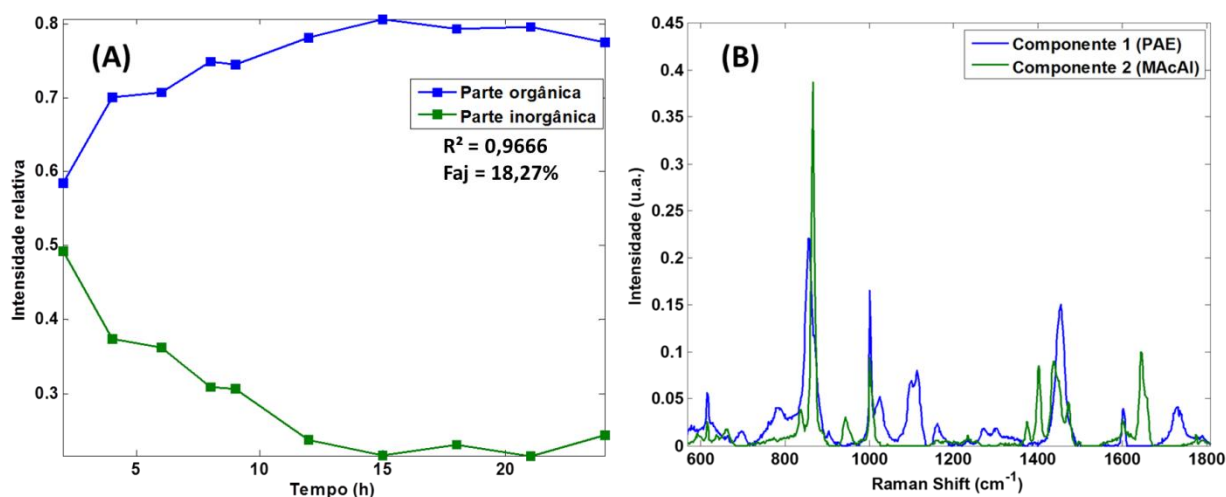 (A)
Parte orgânica
Parte inorgânica
R² = 0,9666
Faj = 18,27%
Intensidade relativa
0.8
0.7
0.6
0.5
0.4
0.3
5 10 15 20
Tempo (h)
(B)
Componente 1 (PAE)
Componente 2 (MAcAl)
Intensidade (u.a.)
0.45
0.4
0.35
0.3
0.25
0.2
0.15
0.1
0.05
0
600 800 1000 1200 1400 1600 1800
Raman Shift (cm⁻¹)